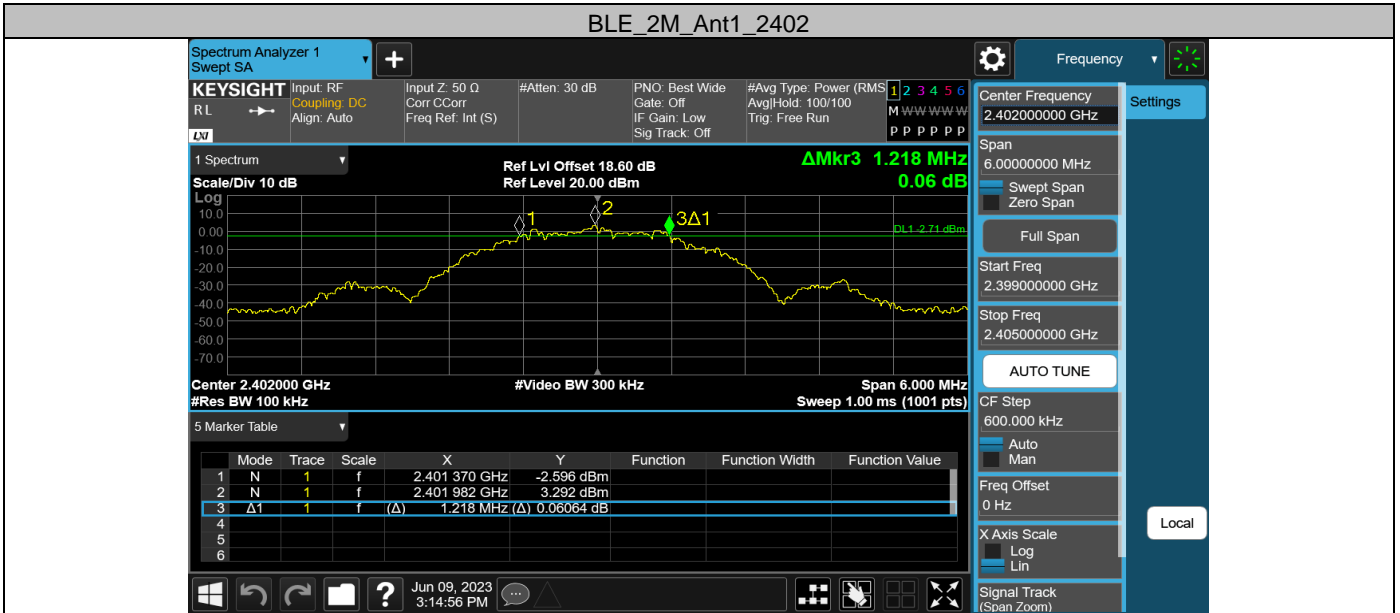 BLE_2M_Ant1_2402
Spectrum Analyzer 1
Swept SA
+
Frequency
KEYSIGHT
R L
LXI
Input: RF
Coupling: DC
Align: Auto
Input Z: 50 Ω
Corr CCorr
Freq Ref: Int (S)
#Atten: 30 dB
PNO: Best Wide
Gate: Off
IF Gain: Low
Sig Track: Off
#Avg Type: Power (RMS
Avg|Hold: 100/100
Trig: Free Run
1 2 3 4 5 6
M W W W W W
P P P P P P
Center Frequency
2.402000000 GHz
Settings
Span
6.00000000 MHz
Swept Span
Zero Span
Full Span
Start Freq
2.399000000 GHz
Stop Freq
2.405000000 GHz
AUTO TUNE
CF Step
600.000 kHz
Auto
Man
Freq Offset
0 Hz
X Axis Scale
Log
Lin
Signal Track
(Span Zoom)
Local
1 Spectrum
Scale/Div 10 dB
Ref Lvl Offset 18.60 dB
Ref Level 20.00 dBm
ΔMkr3 1.218 MHz
0.06 dB
Log
10.0
0.00
-10.0
-20.0
-30.0
-40.0
-50.0
-60.0
-70.0
1
2
3Δ1
DL1 -2.71 dBm
Center 2.402000 GHz
#Video BW 300 kHz
Span 6.000 MHz
#Res BW 100 kHz
Sweep 1.00 ms (1001 pts)
5 Marker Table
Mode Trace Scale X Y Function Function Width Function Value
1 N 1 f 2.401 370 GHz -2.596 dBm
2 N 1 f 2.401 982 GHz 3.292 dBm
3 Δ1 1 f (Δ) 1.218 MHz (Δ) 0.06064 dB
4
5
6
?
Jun 09, 2023
3:14:56 PM